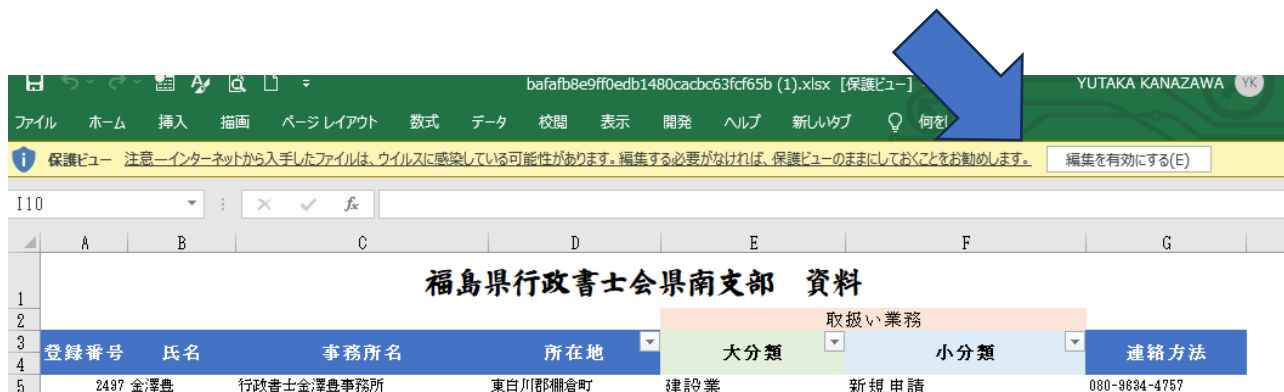 bafafb8e9ff0edb1480cacbc63fcf65b (1).xlsx [保護ビュー] YUTAKA KANAZAWA YK
ファイル ホーム 挿入 描画 ページ レイアウト 数式 データ 校閲 表示 開発 ヘルプ 新しいタブ 何を
保護ビュー 注意—インターネットから入手したファイルは、ウイルスに感染している可能性があります。編集する必要がなければ、保護ビューのままにしておくことをお勧めします。 編集を有効にする(E)
I10 fx
A B C D E F G
1 福島県行政書士会県南支部 資料
2 取扱い業務
3
登録番号 氏名 事務所名 所在地 大分類 小分類 連絡方法
4
5 2497 金澤豊 行政書士金澤豊事務所 東白川郡棚倉町 建設業 新規申請 080-9634-4757